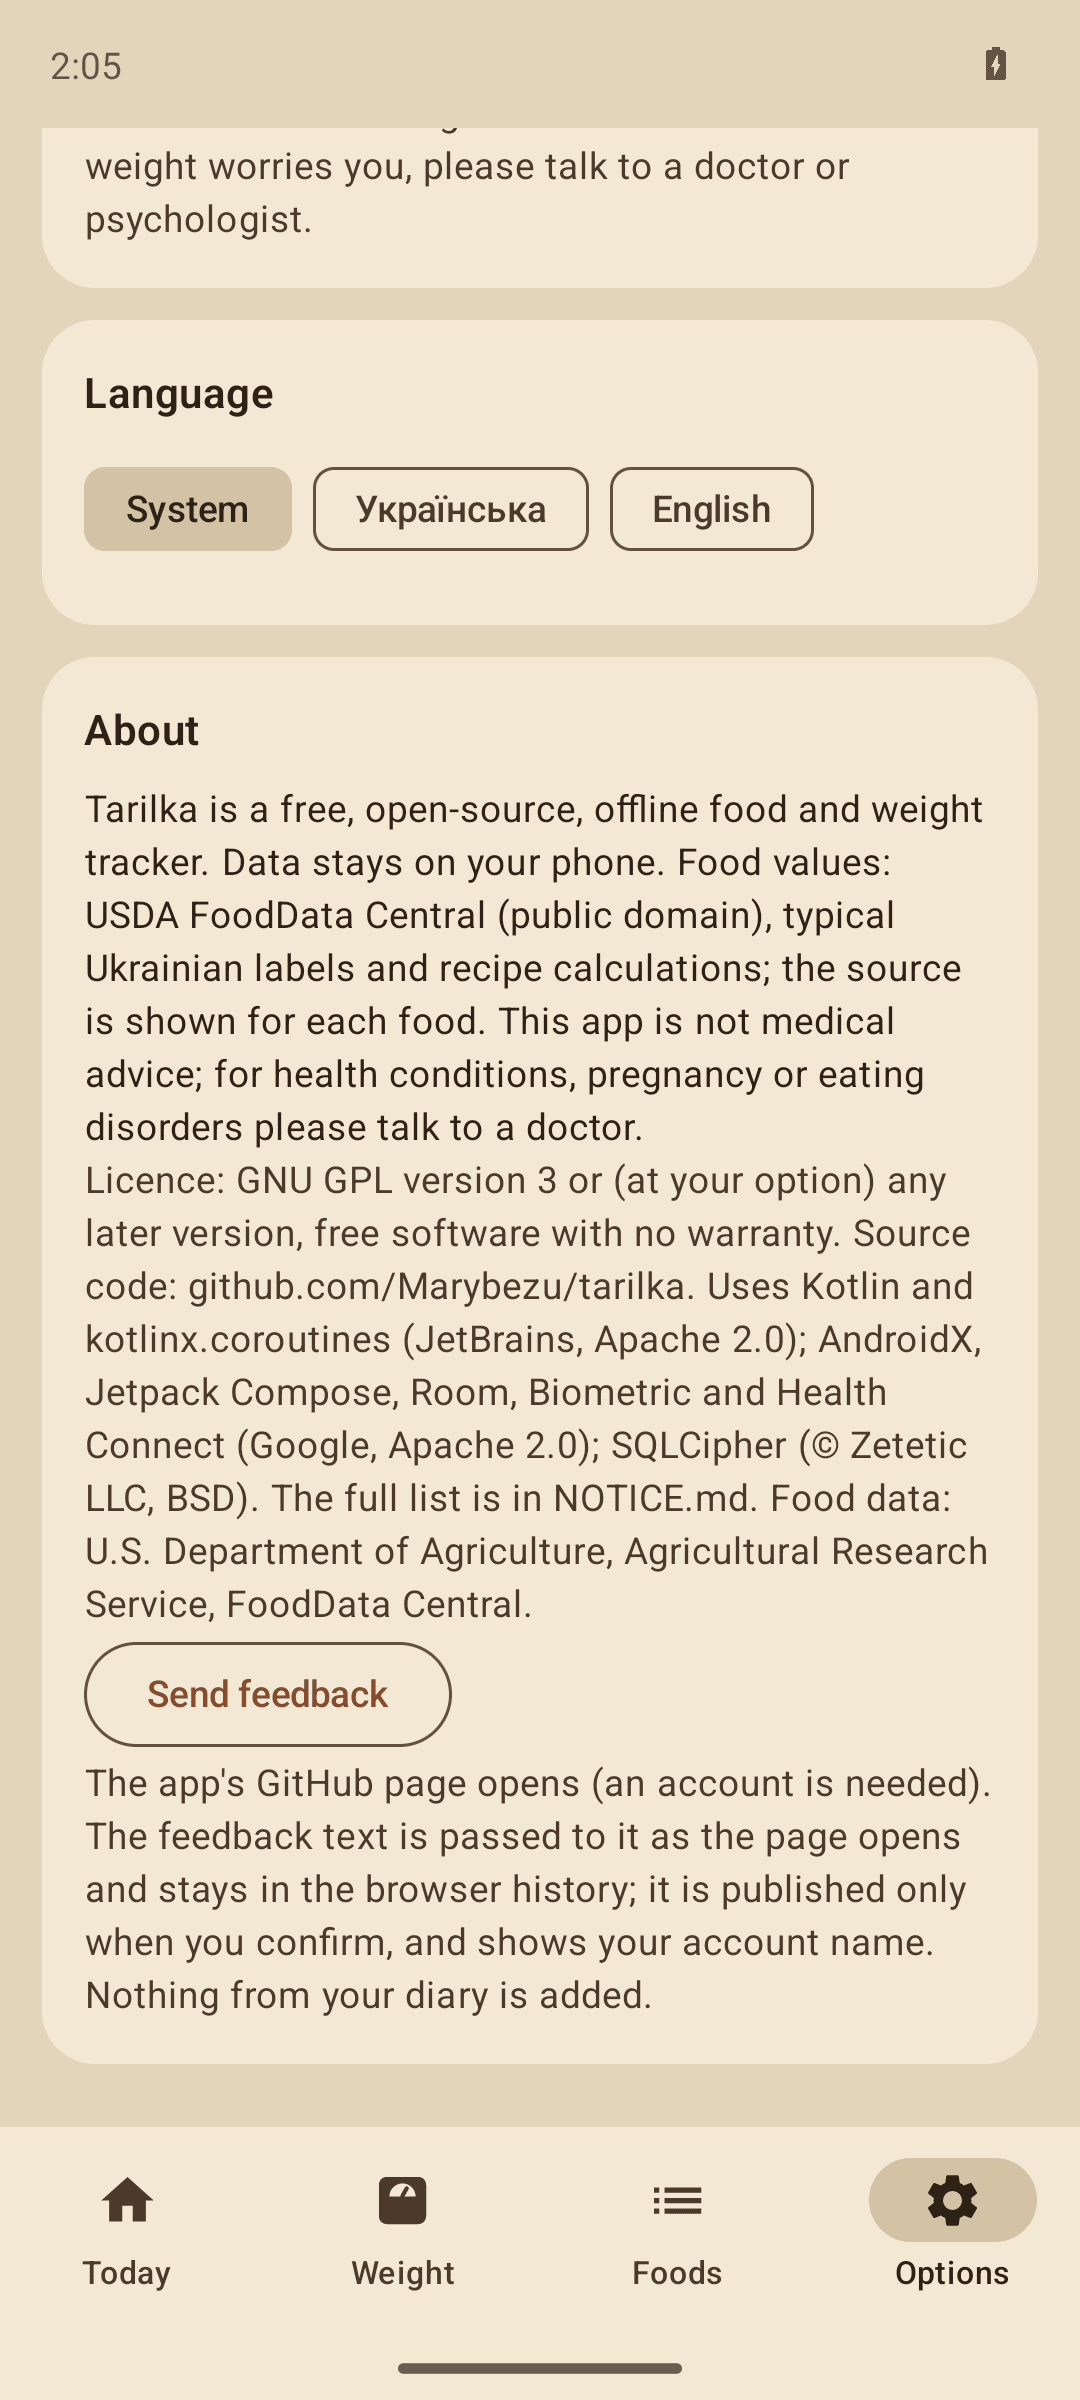 2:05
weight worries you, please talk to a doctor or
psychologist.
Language
System
Українська
English
About
Tarilka is a free, open-source, offline food and weight
tracker. Data stays on your phone. Food values:
USDA FoodData Central (public domain), typical
Ukrainian labels and recipe calculations; the source
is shown for each food. This app is not medical
advice; for health conditions, pregnancy or eating
disorders please talk to a doctor.
Licence: GNU GPL version 3 or (at your option) any
later version, free software with no warranty. Source
code: github.com/Marybezu/tarilka. Uses Kotlin and
kotlinx.coroutines (JetBrains, Apache 2.0); AndroidX,
Jetpack Compose, Room, Biometric and Health
Connect (Google, Apache 2.0); SQLCipher (© Zetetic
LLC, BSD). The full list is in NOTICE.md. Food data:
U.S. Department of Agriculture, Agricultural Research
Service, FoodData Central.
Send feedback
The app's GitHub page opens (an account is needed).
The feedback text is passed to it as the page opens
and stays in the browser history; it is published only
when you confirm, and shows your account name.
Nothing from your diary is added.
Today
Weight
Foods
Options